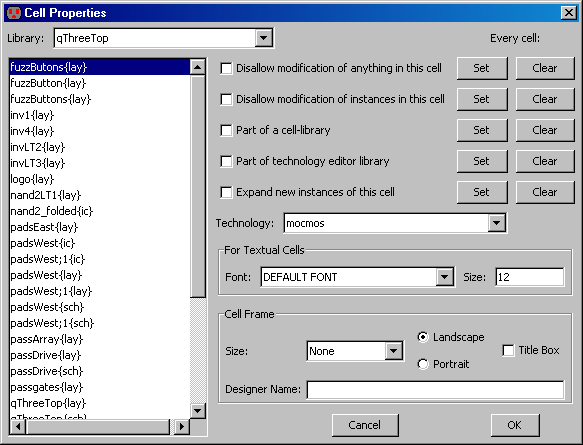 Cell Properties
Library: qThreeTop Every cell:
fuzzButons{lay}
fuzzButton{lay}
fuzzButtons{lay}
inv1{lay}
inv4{lay}
invLT2{lay}
invLT3{lay}
logo{lay}
nand2LT1{lay}
nand2_folded{ic}
padsEast{lay}
padsWest{ic}
padsWest;1{ic}
padsWest{lay}
padsWest;1{lay}
padsWest{sch}
padsWest;1{sch}
passArray{lay}
passDrive{lay}
passDrive{sch}
passgates{lay}
qThreeTop{lay}
qThreeTop{sch}
Disallow modification of anything in this cell Set Clear
Disallow modification of instances in this cell Set Clear
Part of a cell-library Set Clear
Part of technology editor library Set Clear
Expand new instances of this cell Set Clear
Technology: mocmos
For Textual Cells
Font: DEFAULT FONT Size: 12
Cell Frame
Size: None Landscape Portrait Title Box
Designer Name:
Cancel OK